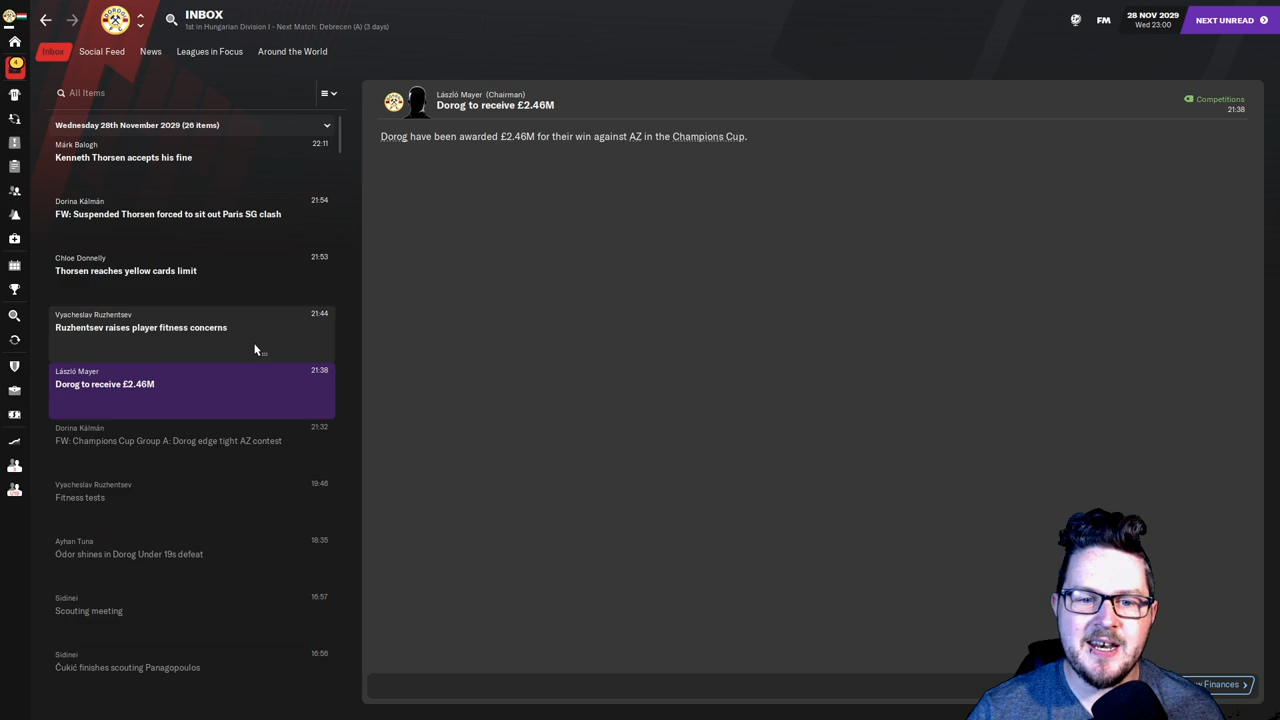 INBOX
1st in Hungarian Division I - Next Match: Debrecen (A) (3 days)
FM
28 NOV 2029
Wed 23:00
NEXT UNREAD
4
Inbox
Social Feed
News
Leagues in Focus
Around the World
All Items
Wednesday 28th November 2029 (26 items)
Márk Balogh
22:11
Kenneth Thorsen accepts his fine
Dorina Kálmán
21:54
FW: Suspended Thorsen forced to sit out Paris SG clash
Chloe Donnelly
21:53
Thorsen reaches yellow cards limit
Vyacheslav Ruzhentsev
21:44
Ruzhentsev raises player fitness concerns
László Mayer
21:38
Dorog to receive £2.46M
Dorina Kálmán
21:32
FW: Champions Cup Group A: Dorog edge tight AZ contest
Vyacheslav Ruzhentsev
19:46
Fitness tests
Ayhan Tuna
18:35
Ódor shines in Dorog Under 19s defeat
Sidinei
16:57
Scouting meeting
Sidinei
16:56
Čukić finishes scouting Panagopoulos
László Mayer (Chairman)
Dorog to receive £2.46M
Competitions
21:38
Dorog have been awarded £2.46M for their win against AZ in the Champions Cup.
Finances